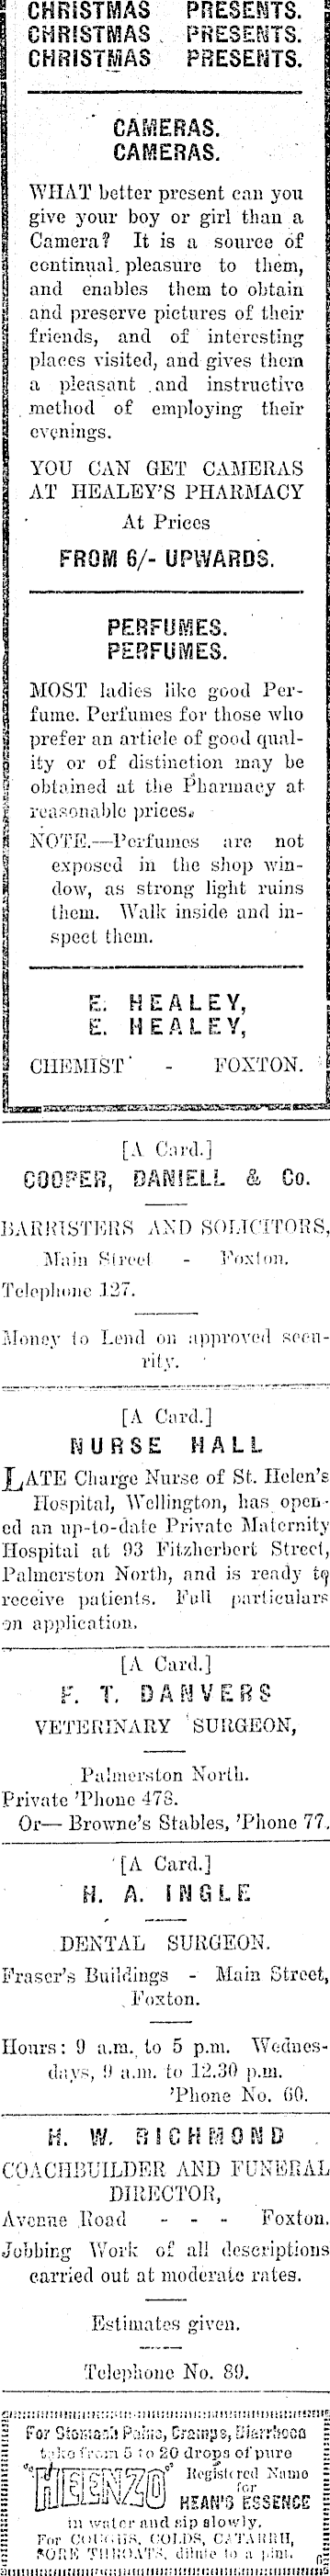 CHRISTMAS PRESENTS.
CHRISTMAS PRESENTS.
CHRISTMAS PRESENTS.
CAMERAS.
CAMERAS.
WHAT better present can you
give your boy or girl than a
Camera? It is a source of
continual pleasure to them,
and enables them to obtain
and preserve pictures of their
friends, and of interesting
places visited, and gives them
a pleasant and instructive
method of employing their
evenings.
YOU CAN GET CAMERAS
AT HEALEY'S PHARMACY
At Prices
FROM 6/- UPWARDS.
PERFUMES.
PERFUMES.
MOST ladies like good Per-
fume. Perfumes for those who
prefer an article of good qual-
ity or of distinction may be
obtained at the Pharmacy at
reasonable prices.
NOTE.—Perfumes are not
exposed in the shop win-
dow, as strong light ruins
them. Walk inside and in-
spect them.
E. HEALEY,
E. HEALEY,
CHEMIST - FOXTON.
[A Card.]
COOPER, DANIELL & Co.
BARRISTERS AND SOLICITORS,
Main Street - Foxton.
Telephone 127.
Money to Lend on approved secu-
rity.
[A Card.]
NURSE HALL
LATE Charge Nurse of St. Helen's
Hospital, Wellington, has open-
ed an up-to-date Private Maternity
Hospital at 93 Fitzherbert Street,
Palmerston North, and is ready to
receive patients. Full particulars
on application.
[A Card.]
F. T. DANVERS
VETERINARY SURGEON,
Palmerston North.
Private 'Phone 478.
Or— Browne's Stables, 'Phone 77.
[A Card.]
H. A. INGLE
DENTAL SURGEON.
Fraser's Buildings - Main Street,
Foxton.
Hours: 9 a.m. to 5 p.m. Wednes-
days, 9 a.m. to 12.30 p.m.
'Phone No. 60.
H. W. RICHMOND
COACHBUILDER AND FUNERAL
DIRECTOR,
Avenue Road - - - Foxton.
Jobbing Work of all descriptions
carried out at moderate rates.
Estimates given.
Telephone No. 89.
For Stomach Pains, Cramps, Diarrhoea
take from 5 to 20 drops of pure
"HEENZO" Registered Name
for
HEAN'S ESSENCE
in water and sip slowly.
For COUGHS, COLDS, CATARRH,
SORE THROATS, dilute to a pint.